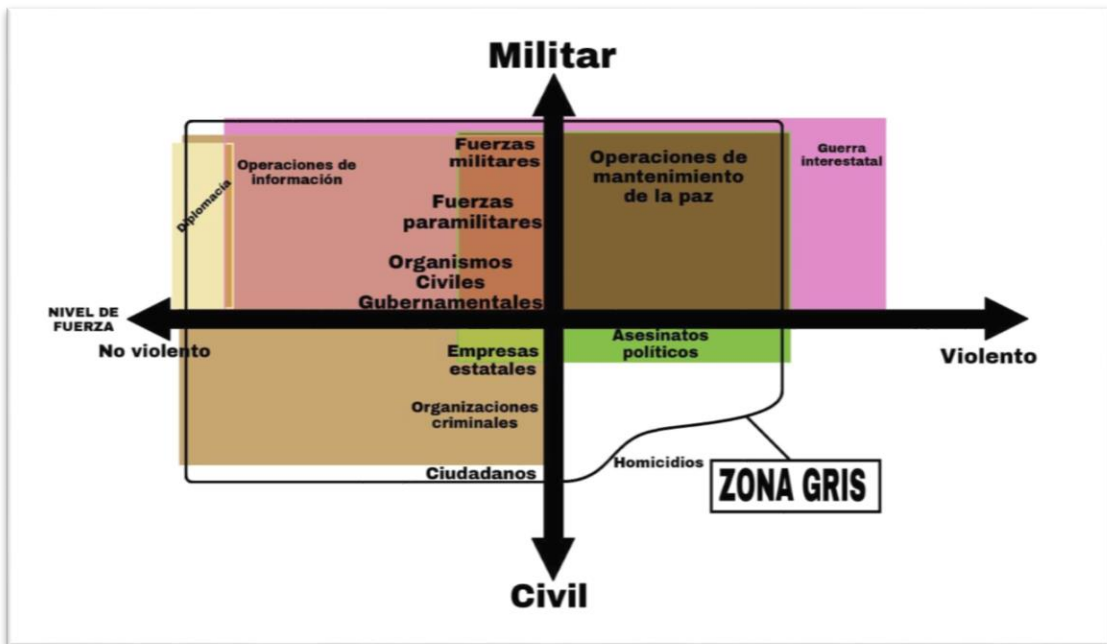 Militar
Fuerzas
militares
Operaciones de
información
Operaciones de
mantenimiento
de la paz
Guerra
interestatal
Diplomacía
Fuerzas
paramilitares
Organismos
Civiles
Gubernamentales
NIVEL DE
FUERZA
No violento
Violento
Asesinatos
políticos
Empresas
estatales
Organizaciones
criminales
Ciudadanos
Homicidios
ZONA GRIS
Civil